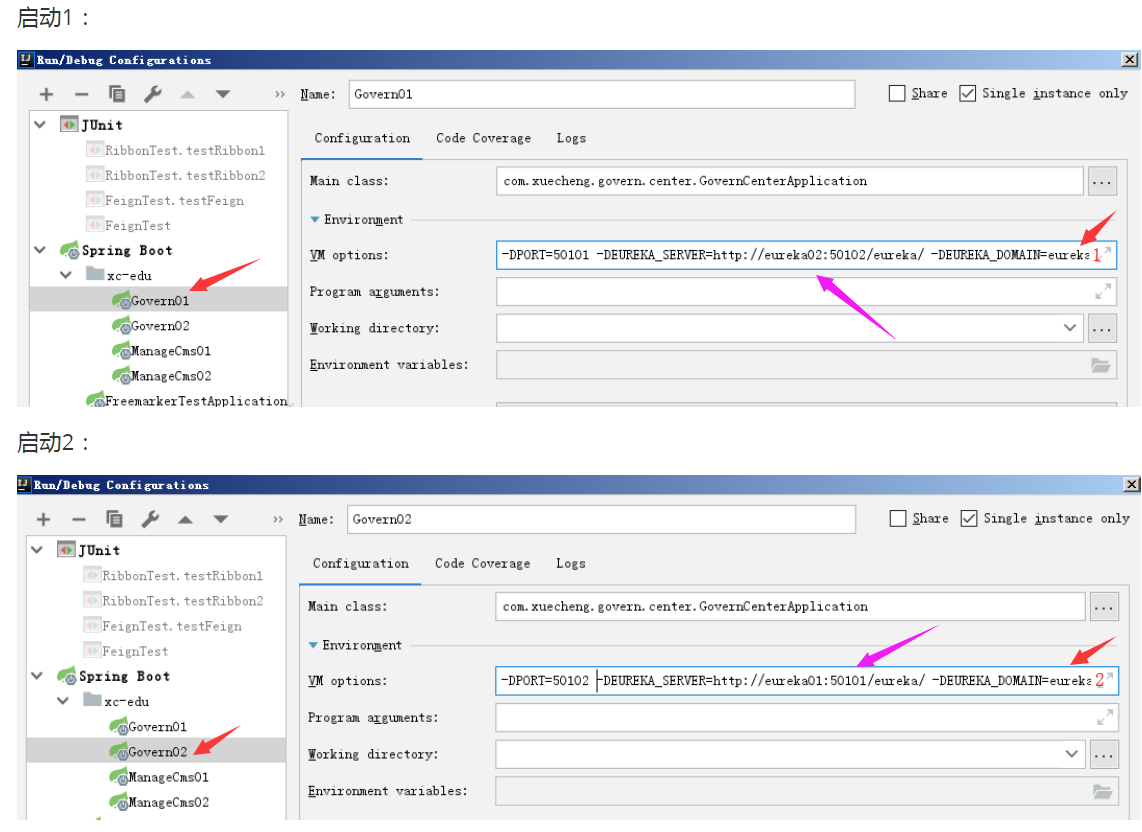 启动1：
Run/Debug Configurations
Name: Govern01 Share Single instance only
JUnit
Configuration Code Coverage Logs
RibbonTest.testRibbon1
RibbonTest.testRibbon2
Main class: com.xuecheng.govern.center.GovernCenterApplication ...
FeignTest.testFeign
Environment
FeignTest
Spring Boot
VM options: -DPORT=50101 -DEUREKA_SERVER=http://eureka02:50102/eureka/ -DEUREKA_DOMAIN=eureka 1
xc-edu
Program arguments:
Govern01
Govern02
Working directory: ...
ManageCms01
Environment variables:
ManageCms02
FreemarkerTestApplication
启动2：
Run/Debug Configurations
Name: Govern02 Share Single instance only
JUnit
Configuration Code Coverage Logs
RibbonTest.testRibbon1
RibbonTest.testRibbon2
Main class: com.xuecheng.govern.center.GovernCenterApplication ...
FeignTest.testFeign
Environment
FeignTest
Spring Boot
VM options: -DPORT=50102 -DEUREKA_SERVER=http://eureka01:50101/eureka/ -DEUREKA_DOMAIN=eureka 2
xc-edu
Program arguments:
Govern01
Govern02
Working directory: ...
ManageCms01
Environment variables:
ManageCms02